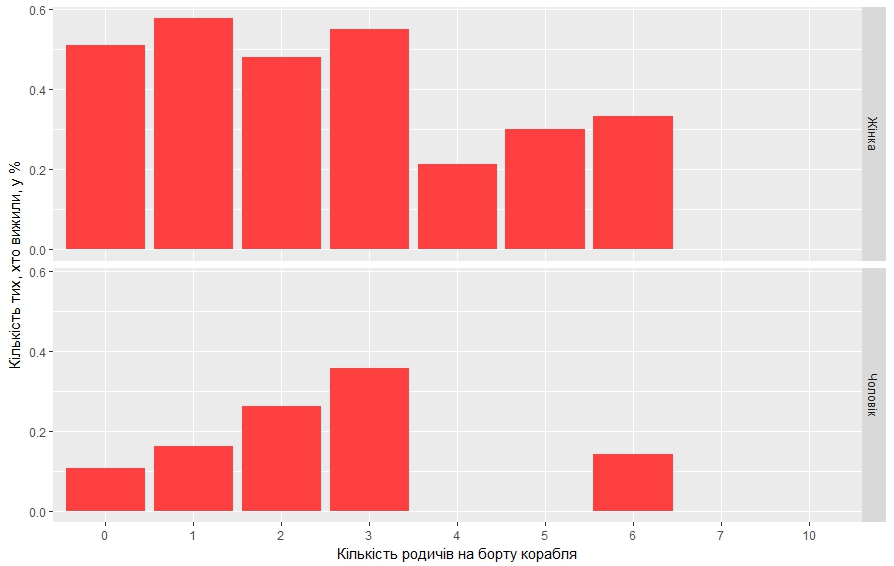 0.6
0.4
0.2
0.0
Жінка
0.6
0.4
0.2
0.0
Чоловік
Кількість тих, хто вижили, у %
0 1 2 3 4 5 6 7 10
Кількість родичів на борту корабля